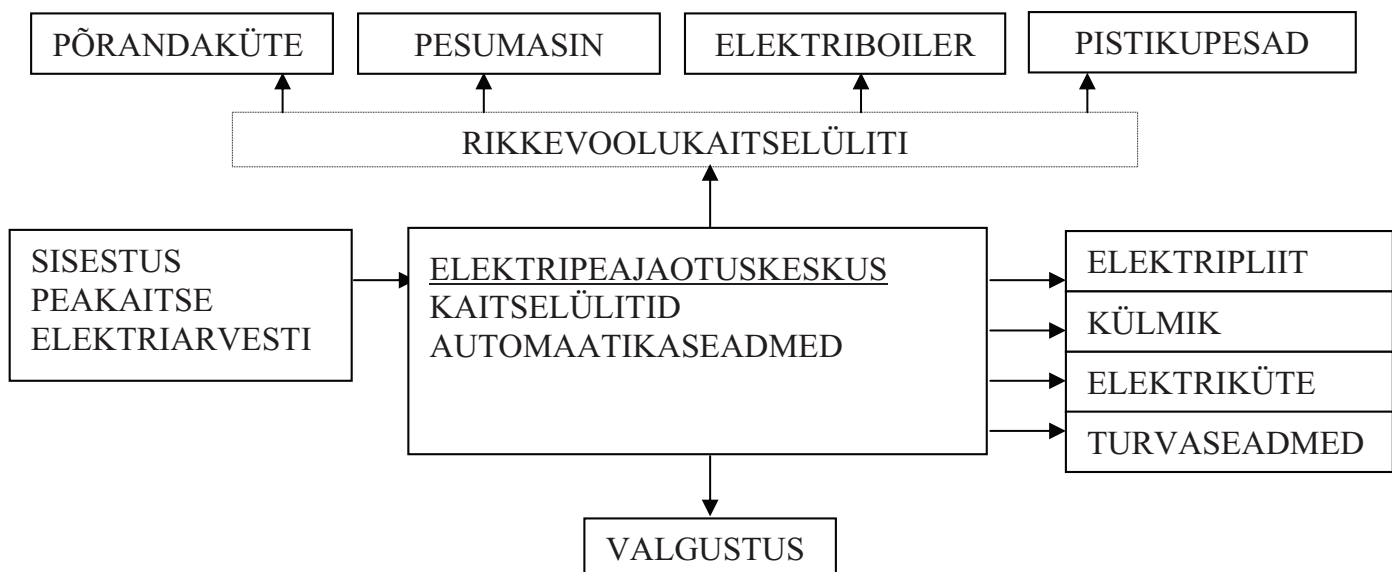 PÕRANDAKÜTE
PESUMASIN
ELEKTRIBOILER
PISTIKUPESAD
RIKKEVOOLUKAITSELÜLITI
SISESTUS
PEAKAITSE
ELEKTRIARVESTI
ELEKTRIPEAJAOTUSKESKUS
KAITSELÜLITID
AUTOMAATIKASEADMED
ELEKTRIPLIIT
KÜLMIK
ELEKTRIKÜTE
TURVASEADMED
VALGUSTUS